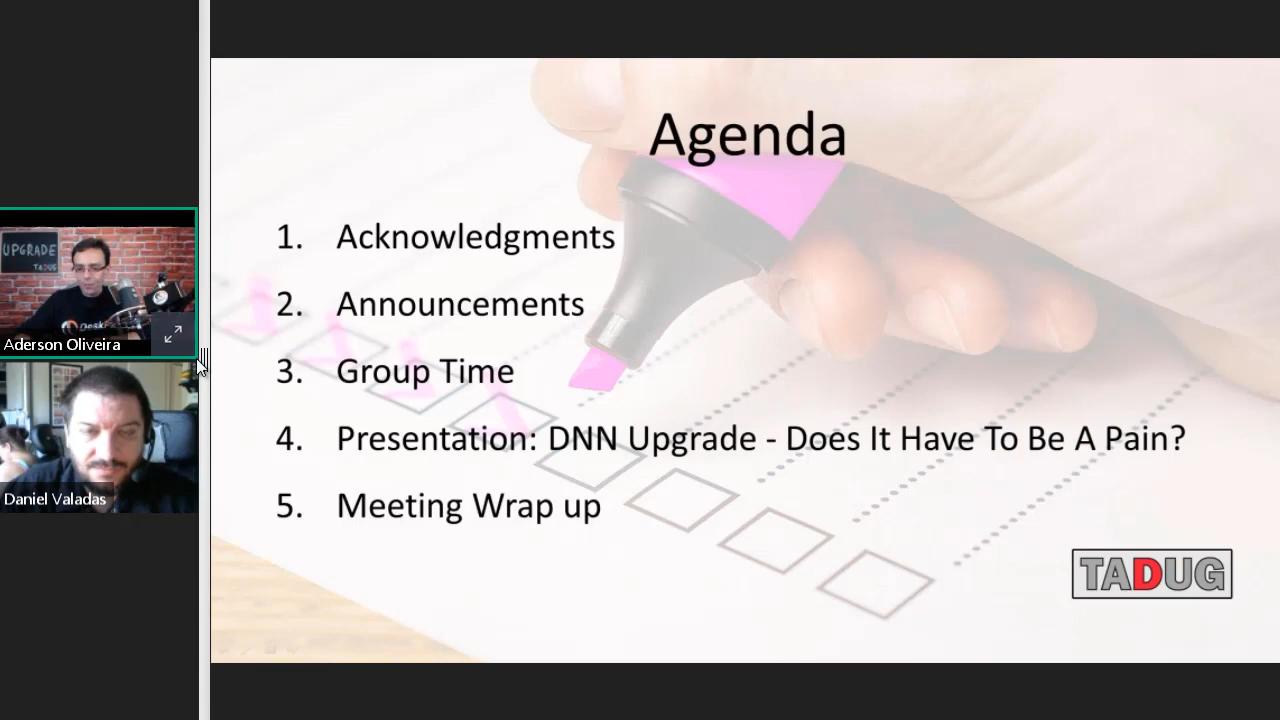 UPGRADE
TADUG
Aderson Oliveira
Daniel Valadas
Agenda
1. Acknowledgments
2. Announcements
3. Group Time
4. Presentation: DNN Upgrade - Does It Have To Be A Pain?
5. Meeting Wrap up
TADUG